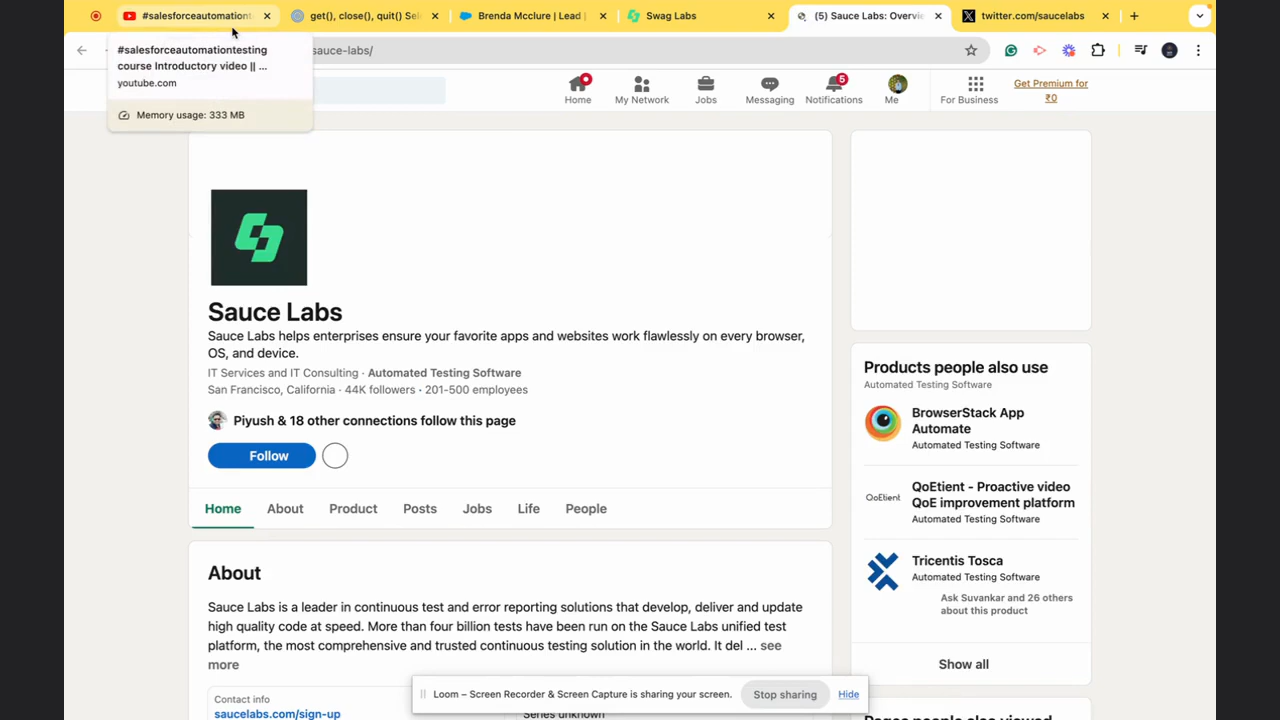 #salesforceautomationt
get(), close(), quit() Sel
Brenda Mcclure | Lead |
Swag Labs
(5) Sauce Labs: Overvie
twitter.com/saucelabs
#salesforceautomationtesting
course Introductory video || ...
youtube.com
Memory usage: 333 MB
sauce-labs/
Home
My Network
Jobs
Messaging
5
Notifications
Me
For Business
Get Premium for
₹0
Sauce Labs
Sauce Labs helps enterprises ensure your favorite apps and websites work flawlessly on every browser,
OS, and device.
IT Services and IT Consulting · Automated Testing Software
San Francisco, California · 44K followers · 201-500 employees
Piyush & 18 other connections follow this page
Follow
Home
About
Product
Posts
Jobs
Life
People
About
Sauce Labs is a leader in continuous test and error reporting solutions that develop, deliver and update
high quality code at speed. More than four billion tests have been run on the Sauce Labs unified test
platform, the most comprehensive and trusted continuous testing solution in the world. It del ... see
more
Contact info
saucelabs.com/sign-up
Series unknown
Products people also use
Automated Testing Software
BrowserStack App
Automate
Automated Testing Software
QoEtient
QoEtient - Proactive video
QoE improvement platform
Automated Testing Software
Tricentis Tosca
Automated Testing Software
Ask Suvankar and 26 others
about this product
Show all
Pages people also viewed
Loom – Screen Recorder & Screen Capture is sharing your screen.
Stop sharing
Hide